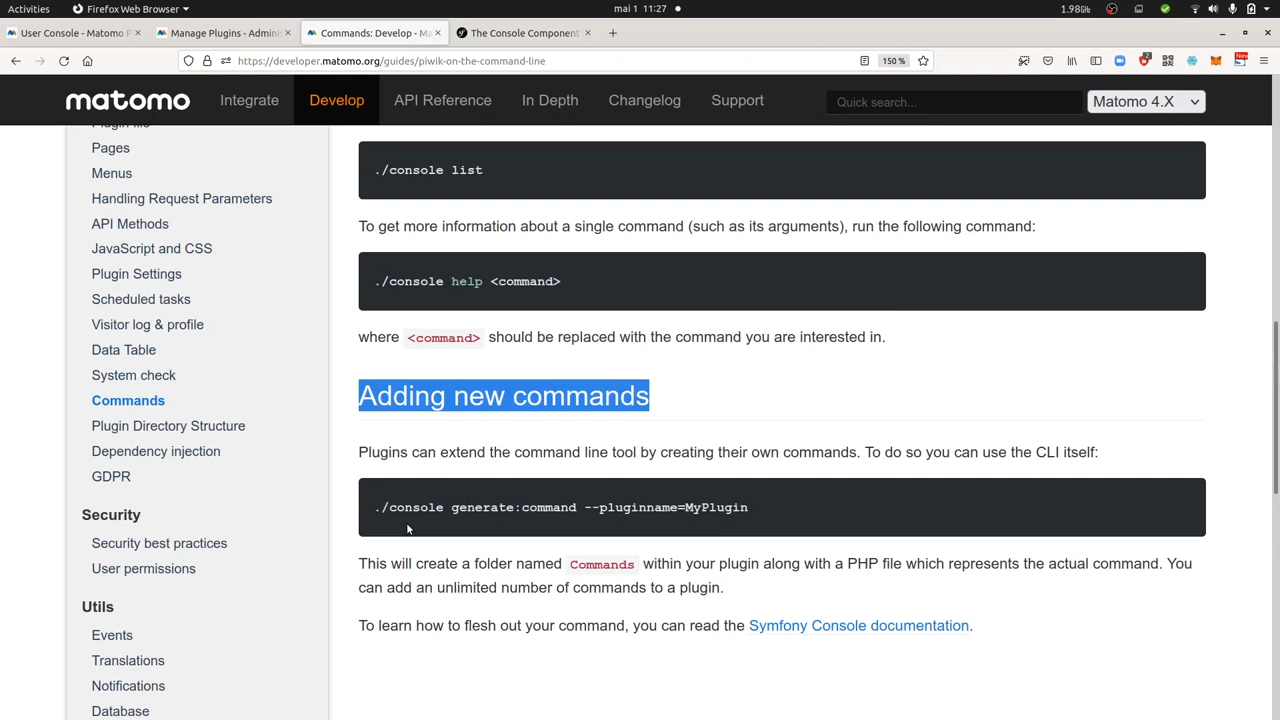 Activities
Firefox Web Browser
mai 1 11:27
1.98GHz
User Console - Matomo P
Manage Plugins - Adminis
Commands: Develop - Ma
The Console Component
https://developer.matomo.org/guides/piwik-on-the-command-line
150 %
2
New
matomo
Integrate
Develop
API Reference
In Depth
Changelog
Support
Quick search...
Matomo 4.X
Plugin file
Pages
Menus
Handling Request Parameters
API Methods
JavaScript and CSS
Plugin Settings
Scheduled tasks
Visitor log & profile
Data Table
System check
Commands
Plugin Directory Structure
Dependency injection
GDPR
Security
Security best practices
User permissions
Utils
Events
Translations
Notifications
Database
./console list
To get more information about a single command (such as its arguments), run the following command:
./console help <command>
where <command> should be replaced with the command you are interested in.
Adding new commands
Plugins can extend the command line tool by creating their own commands. To do so you can use the CLI itself:
./console generate:command --pluginname=MyPlugin
This will create a folder named Commands within your plugin along with a PHP file which represents the actual command. You
can add an unlimited number of commands to a plugin.
To learn how to flesh out your command, you can read the Symfony Console documentation.